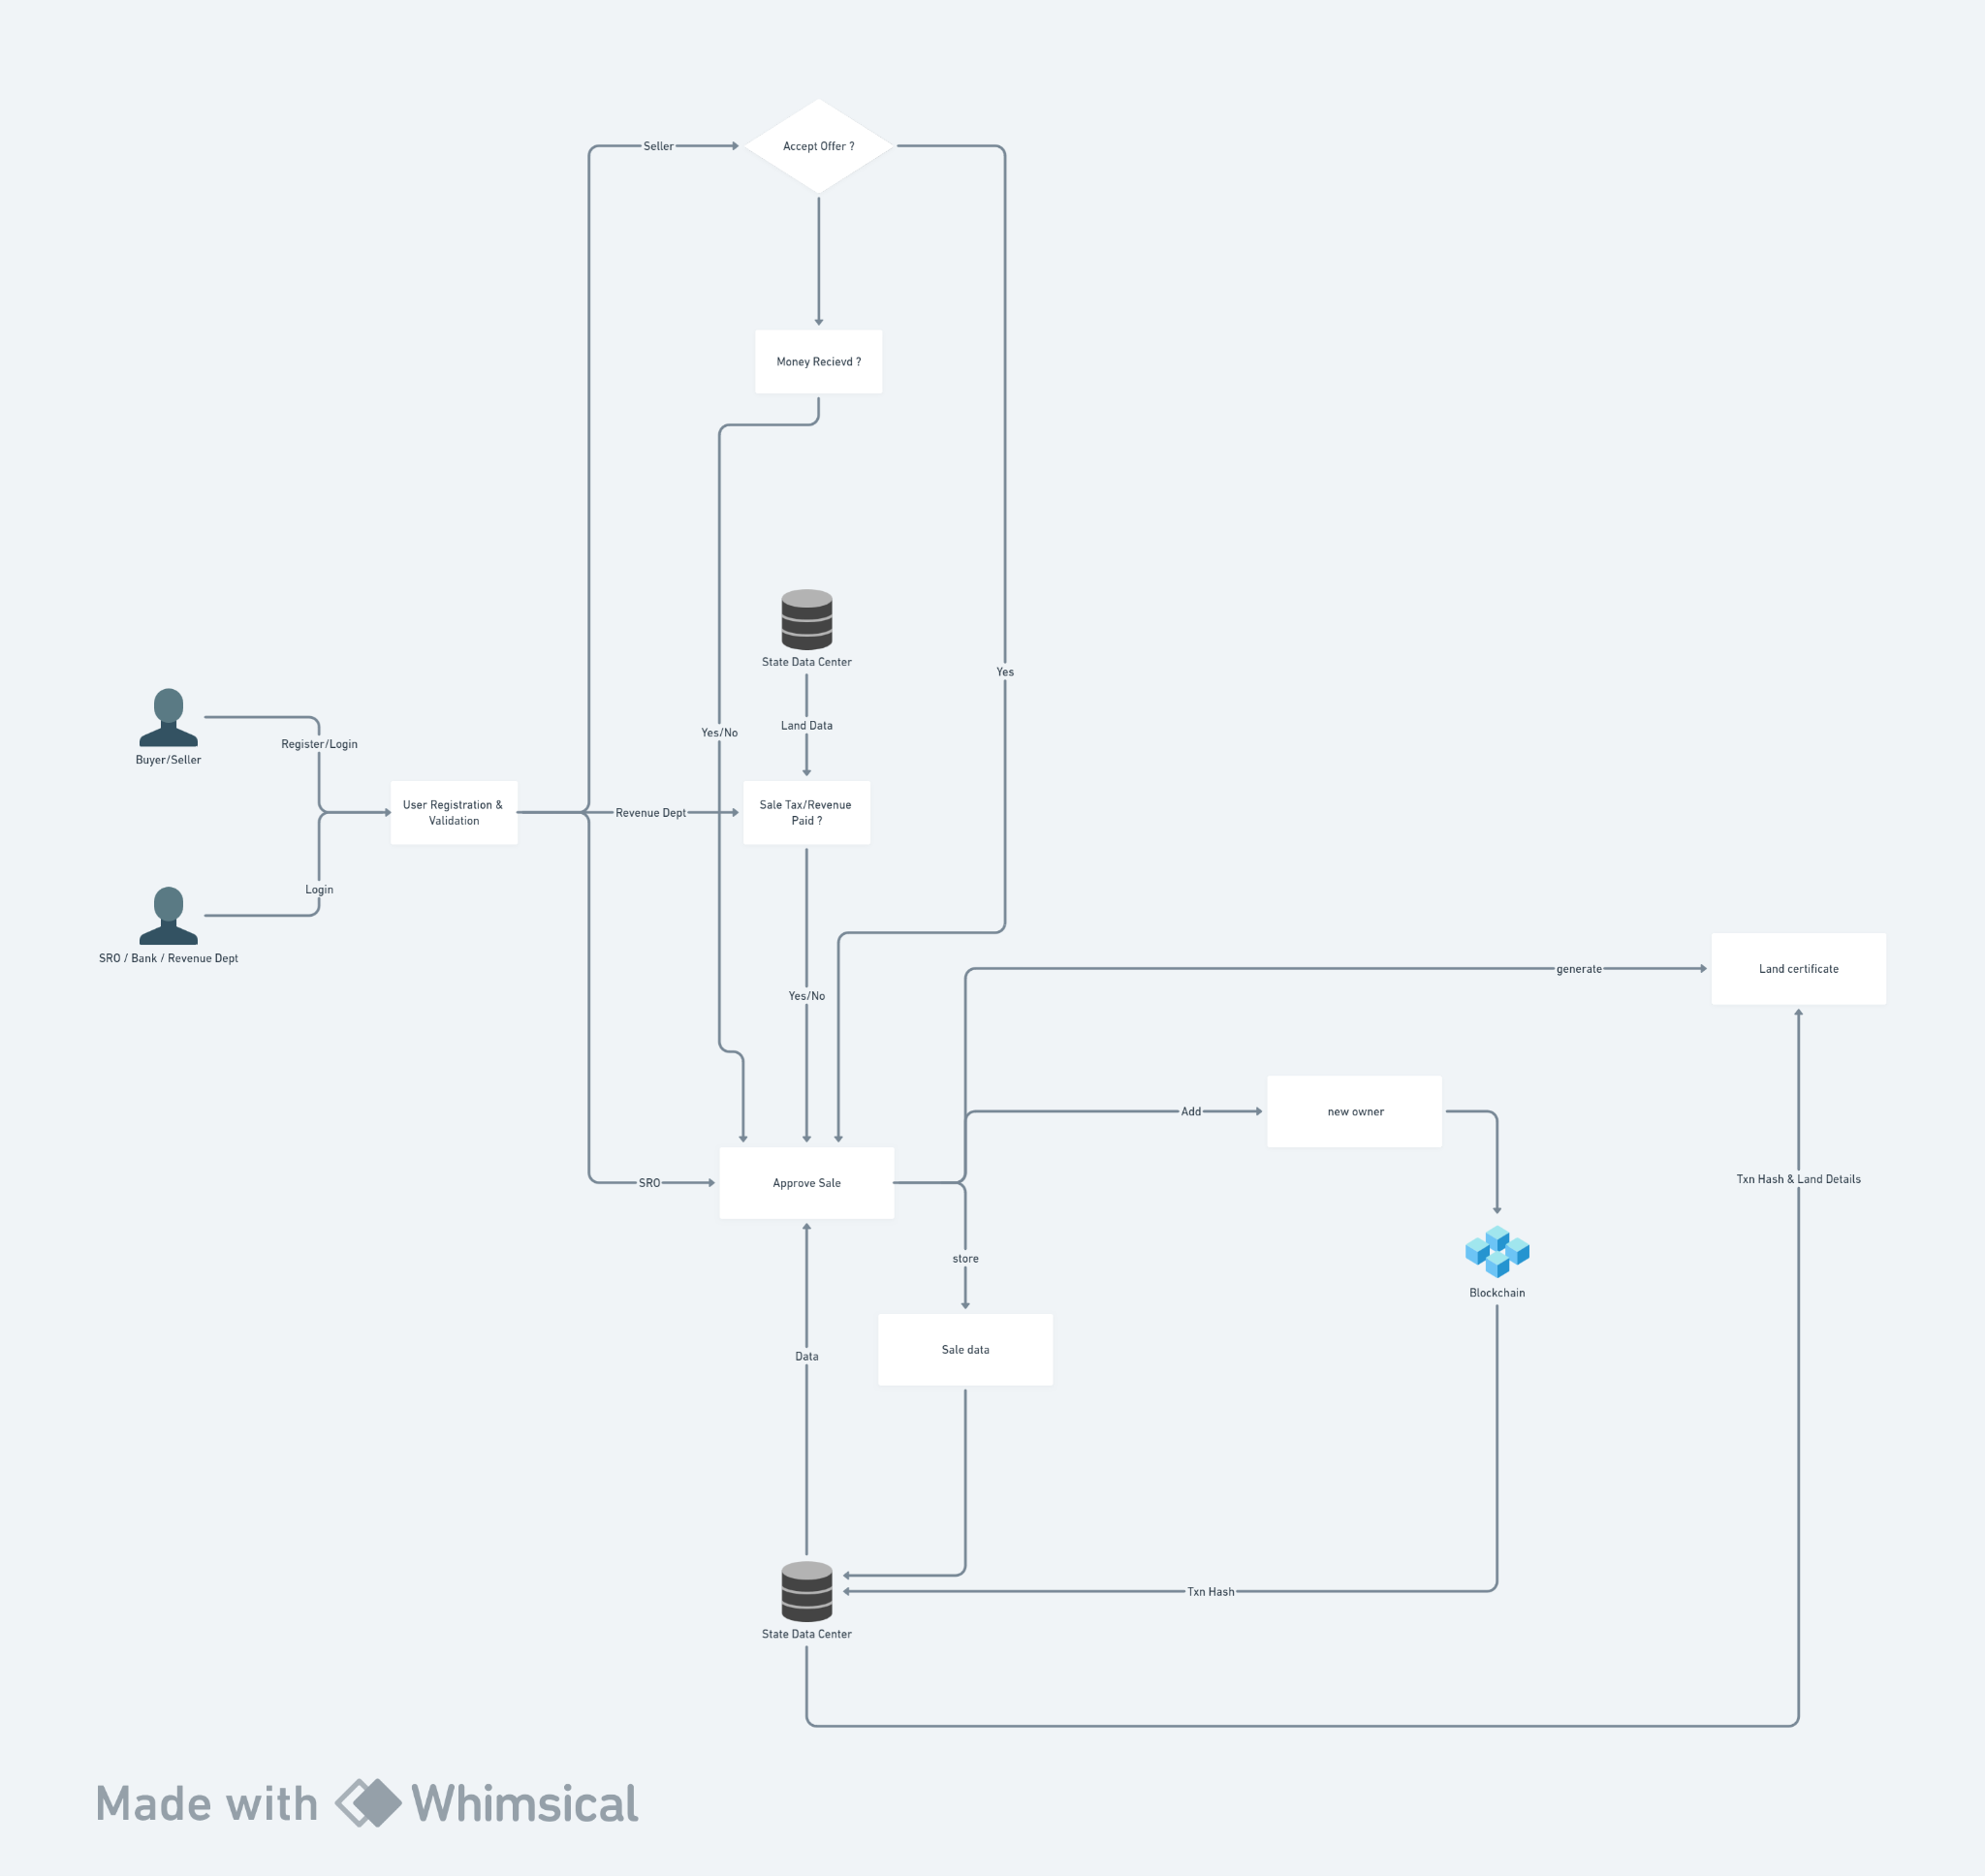 Seller
Accept Offer ?
Money Recievd ?
State Data Center
Yes
Land Data
Yes/No
Register/Login
Buyer/Seller
User Registration &
Validation
Revenue Dept
Sale Tax/Revenue
Paid ?
Login
SRO / Bank / Revenue Dept
Yes/No
generate
Land certificate
Add
new owner
SRO
Approve Sale
Txn Hash & Land Details
store
Blockchain
Data
Sale data
Txn Hash
State Data Center
Made with Whimsical